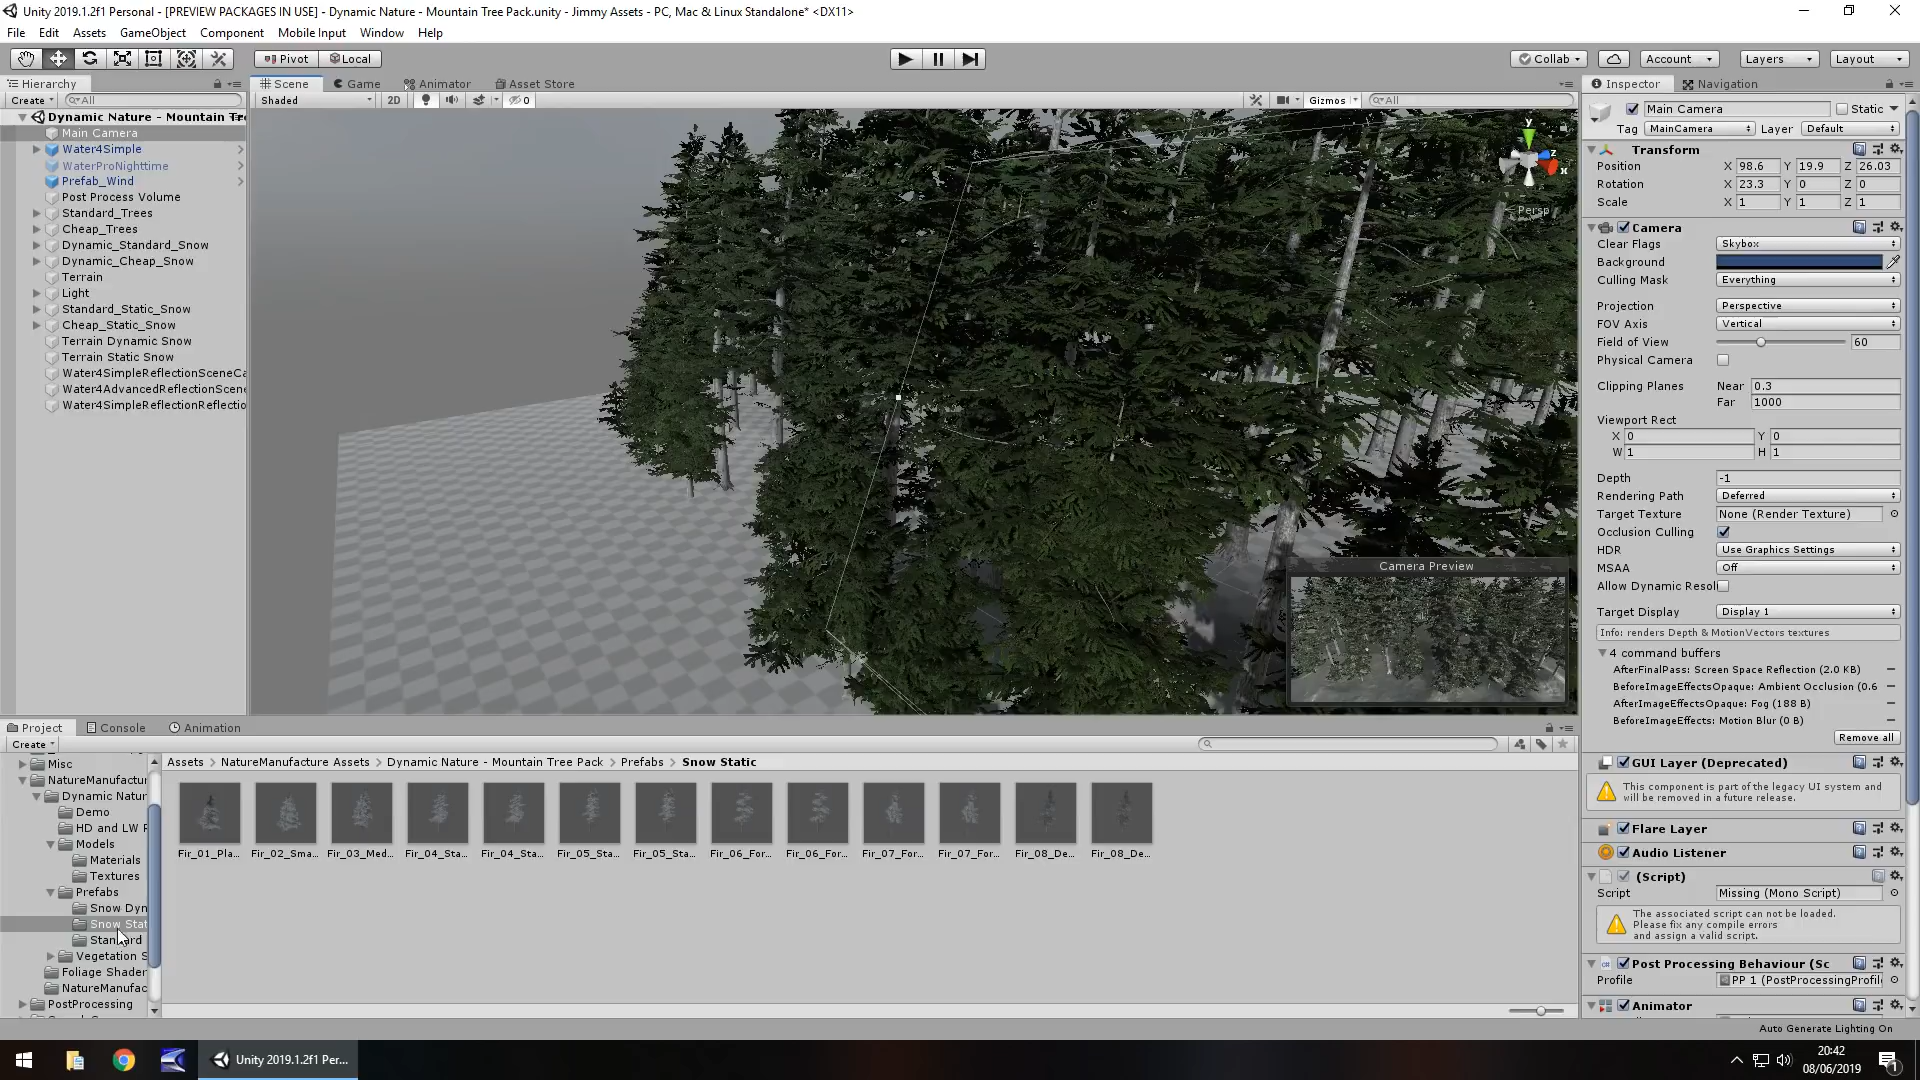 Unity 2019.1.2f1 Personal - [PREVIEW PACKAGES IN USE] - Dynamic Nature - Mountain Tree Pack.unity - Jimmy Assets - PC, Mac & Linux Standalone* <DX11>
File Edit Assets GameObject Component Mobile Input Window Help
Pivot Local Collab Account Layers Layout
Hierarchy Scene Game Animator Asset Store Inspector Navigation
Create All Shaded 2D 0 Gizmos All
Dynamic Nature - Mountain Tr
Main Camera
Water4Simple
WaterProNighttime
Prefab_Wind
Post Process Volume
Standard_Trees
Cheap_Trees
Dynamic_Standard_Snow
Dynamic_Cheap_Snow
Terrain
Light
Standard_Static_Snow
Cheap_Static_Snow
Terrain Dynamic Snow
Terrain Static Snow
Water4SimpleReflectionSceneCa
Water4AdvancedReflectionScene
Water4SimpleReflectionReflectio
y
z
x
Persp
Camera Preview
Main Camera Static
Tag MainCamera Layer Default
Transform
Position X 98.6 Y 19.9 Z 26.03
Rotation X 23.3 Y 0 Z 0
Scale X 1 Y 1 Z 1
Camera
Clear Flags Skybox
Background
Culling Mask Everything
Projection Perspective
FOV Axis Vertical
Field of View 60
Physical Camera
Clipping Planes Near 0.3
Far 1000
Viewport Rect
X 0 Y 0
W 1 H 1
Depth -1
Rendering Path Deferred
Target Texture None (Render Texture)
Occlusion Culling
HDR Use Graphics Settings
MSAA Off
Allow Dynamic Resol
Target Display Display 1
Info: renders Depth & MotionVectors textures
4 command buffers
AfterFinalPass: Screen Space Reflection (2.0 KB)
BeforeImageEffectsOpaque: Ambient Occlusion (0.6
AfterImageEffectsOpaque: Fog (188 B)
BeforeImageEffects: Motion Blur (0 B)
Remove all
GUI Layer (Deprecated)
This component is part of the legacy UI system and
will be removed in a future release.
Flare Layer
Audio Listener
(Script)
Script Missing (Mono Script)
The associated script can not be loaded.
Please fix any compile errors
and assign a valid script.
Post Processing Behaviour (Sc
Profile PP 1 (PostProcessingProfile
Animator
Project Console Animation
Create
Misc
NatureManufactur
Dynamic Natur
Demo
HD and LW
Models
Materials
Textures
Prefabs
Snow Dyn
Snow Stat
Standard
Vegetation S
Foliage Shader
NatureManufac
PostProcessing
Assets > NatureManufacture Assets > Dynamic Nature - Mountain Tree Pack > Prefabs > Snow Static
Fir_01_Pla... Fir_02_Sma... Fir_03_Med... Fir_04_Sta... Fir_04_Sta... Fir_05_Sta... Fir_05_Sta... Fir_06_For... Fir_06_For... Fir_07_For... Fir_07_For... Fir_08_De... Fir_08_De...
Auto Generate Lighting On
Unity 2019.1.2f1 Per...
20:42
08/06/2019
1